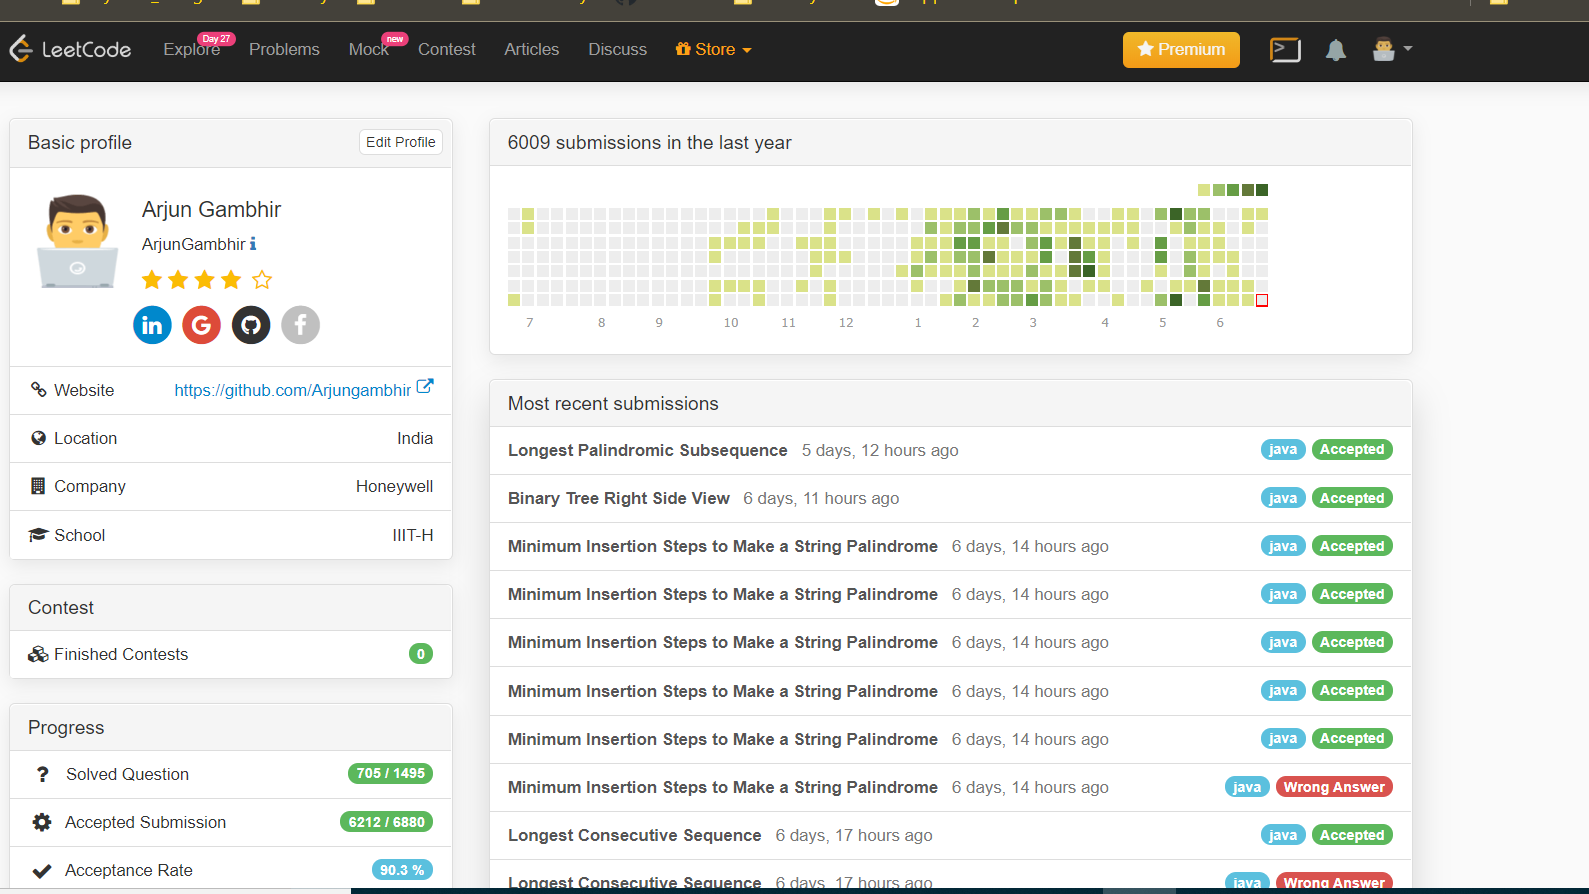 LeetCode
Explore Day 27 Problems Mock new Contest Articles Discuss Store Premium
Basic profile Edit Profile
Arjun Gambhir
ArjunGambhir
Website https://github.com/Arjungambhir
Location India
Company Honeywell
School IIIT-H
Contest
Finished Contests 0
Progress
Solved Question 705 / 1495
Accepted Submission 6212 / 6880
Acceptance Rate 90.3 %
6009 submissions in the last year
7 8 9 10 11 12 1 2 3 4 5 6
Most recent submissions
Longest Palindromic Subsequence 5 days, 12 hours ago java Accepted
Binary Tree Right Side View 6 days, 11 hours ago java Accepted
Minimum Insertion Steps to Make a String Palindrome 6 days, 14 hours ago java Accepted
Minimum Insertion Steps to Make a String Palindrome 6 days, 14 hours ago java Accepted
Minimum Insertion Steps to Make a String Palindrome 6 days, 14 hours ago java Accepted
Minimum Insertion Steps to Make a String Palindrome 6 days, 14 hours ago java Accepted
Minimum Insertion Steps to Make a String Palindrome 6 days, 14 hours ago java Accepted
Minimum Insertion Steps to Make a String Palindrome 6 days, 14 hours ago java Wrong Answer
Longest Consecutive Sequence 6 days, 17 hours ago java Accepted
Longest Consecutive Sequence 6 days, 17 hours ago java Wrong Answer